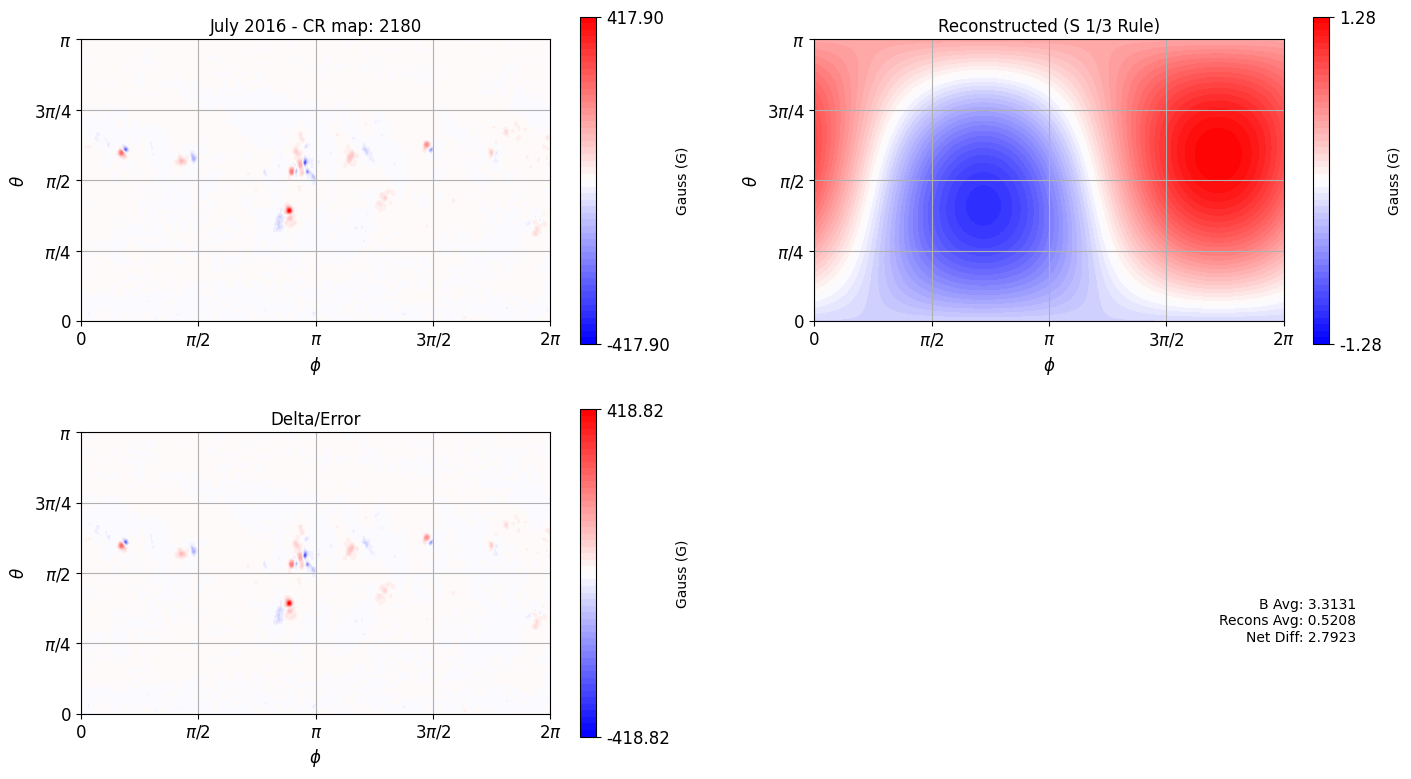 July 2016 - CR map: 2180
π
3π/4
π/2
π/4
0
θ
0
π/2
π
3π/2
2π
ϕ
417.90
-417.90
Gauss (G)
Reconstructed (S 1/3 Rule)
π
3π/4
π/2
π/4
0
θ
0
π/2
π
3π/2
2π
ϕ
1.28
-1.28
Gauss (G)
Delta/Error
π
3π/4
π/2
π/4
0
θ
0
π/2
π
3π/2
2π
ϕ
418.82
-418.82
Gauss (G)
B Avg: 3.3131
Recons Avg: 0.5208
Net Diff: 2.7923